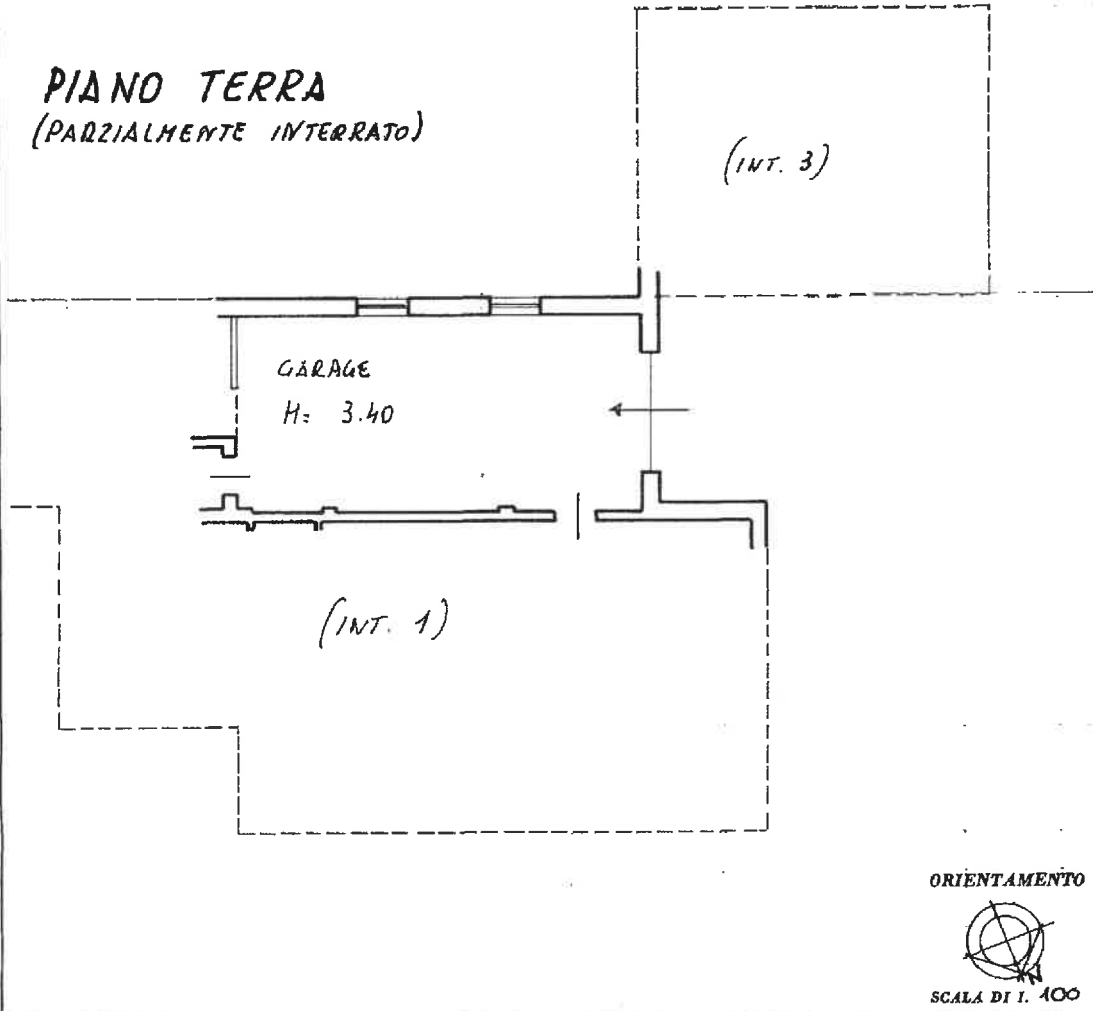 PIANO TERRA
(PARZIALMENTE INTERRATO)
(INT. 3)
GARAGE
H= 3.40
(INT. 1)
ORIENTAMENTO
N
SCALA DI 1. 100